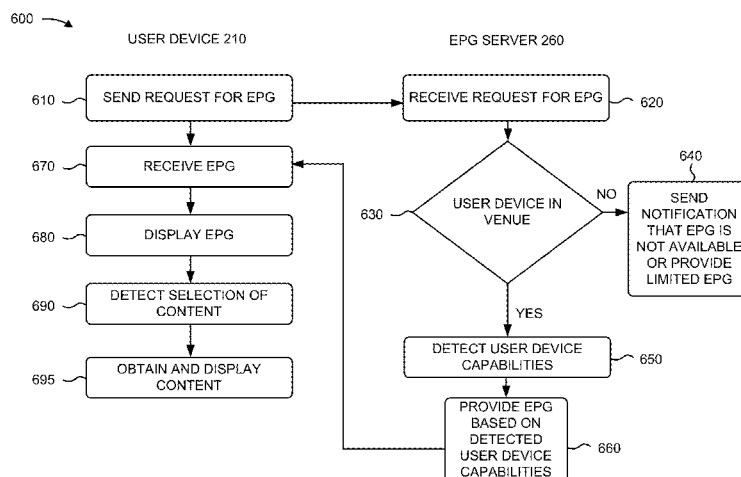 600
USER DEVICE 210
EPG SERVER 260
610
SEND REQUEST FOR EPG
RECEIVE REQUEST FOR EPG
620
670
RECEIVE EPG
630
USER DEVICE IN
VENUE
NO
640
SEND
NOTIFICATION
THAT EPG IS
NOT AVAILABLE
OR PROVIDE
LIMITED EPG
680
DISPLAY EPG
690
DETECT SELECTION OF
CONTENT
YES
695
OBTAIN AND DISPLAY
CONTENT
DETECT USER DEVICE
CAPABILITIES
650
PROVIDE EPG
BASED ON
DETECTED
USER DEVICE
CAPABILITIES
660